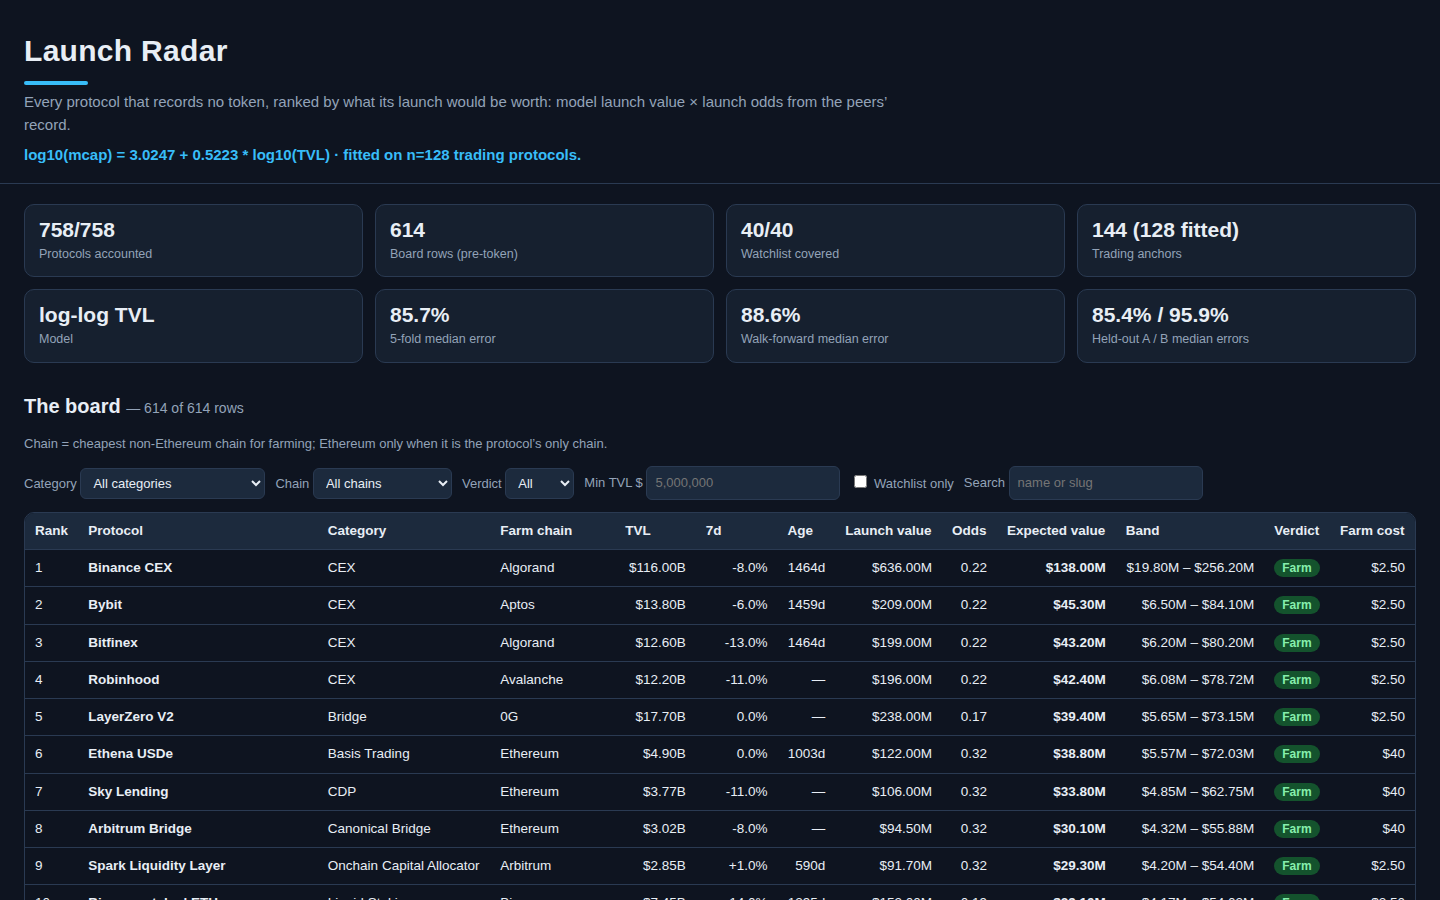 Launch Radar
Every protocol that records no token, ranked by what its launch would be worth: model launch value × launch odds from the peers’
record.
log10(mcap) = 3.0247 + 0.5223 * log10(TVL) · fitted on n=128 trading protocols.
758/758
Protocols accounted
614
Board rows (pre-token)
40/40
Watchlist covered
144 (128 fitted)
Trading anchors
log-log TVL
Model
85.7%
5-fold median error
88.6%
Walk-forward median error
85.4% / 95.9%
Held-out A / B median errors
The board — 614 of 614 rows
Chain = cheapest non-Ethereum chain for farming; Ethereum only when it is the protocol's only chain.
Category All categories Chain All chains Verdict All Min TVL $ 5,000,000 Watchlist only Search name or slug
Rank Protocol Category Farm chain TVL 7d Age Launch value Odds Expected value Band Verdict Farm cost
1 Binance CEX CEX Algorand $116.00B -8.0% 1464d $636.00M 0.22 $138.00M $19.80M – $256.20M Farm $2.50
2 Bybit CEX Aptos $13.80B -6.0% 1459d $209.00M 0.22 $45.30M $6.50M – $84.10M Farm $2.50
3 Bitfinex CEX Algorand $12.60B -13.0% 1464d $199.00M 0.22 $43.20M $6.20M – $80.20M Farm $2.50
4 Robinhood CEX Avalanche $12.20B -11.0% — $196.00M 0.22 $42.40M $6.08M – $78.72M Farm $2.50
5 LayerZero V2 Bridge 0G $17.70B 0.0% — $238.00M 0.17 $39.40M $5.65M – $73.15M Farm $2.50
6 Ethena USDe Basis Trading Ethereum $4.90B 0.0% 1003d $122.00M 0.32 $38.80M $5.57M – $72.03M Farm $40
7 Sky Lending CDP Ethereum $3.77B -11.0% — $106.00M 0.32 $33.80M $4.85M – $62.75M Farm $40
8 Arbitrum Bridge Canonical Bridge Ethereum $3.02B -8.0% — $94.50M 0.32 $30.10M $4.32M – $55.88M Farm $40
9 Spark Liquidity Layer Onchain Capital Allocator Arbitrum $2.85B +1.0% 590d $91.70M 0.32 $29.30M $4.20M – $54.40M Farm $2.50